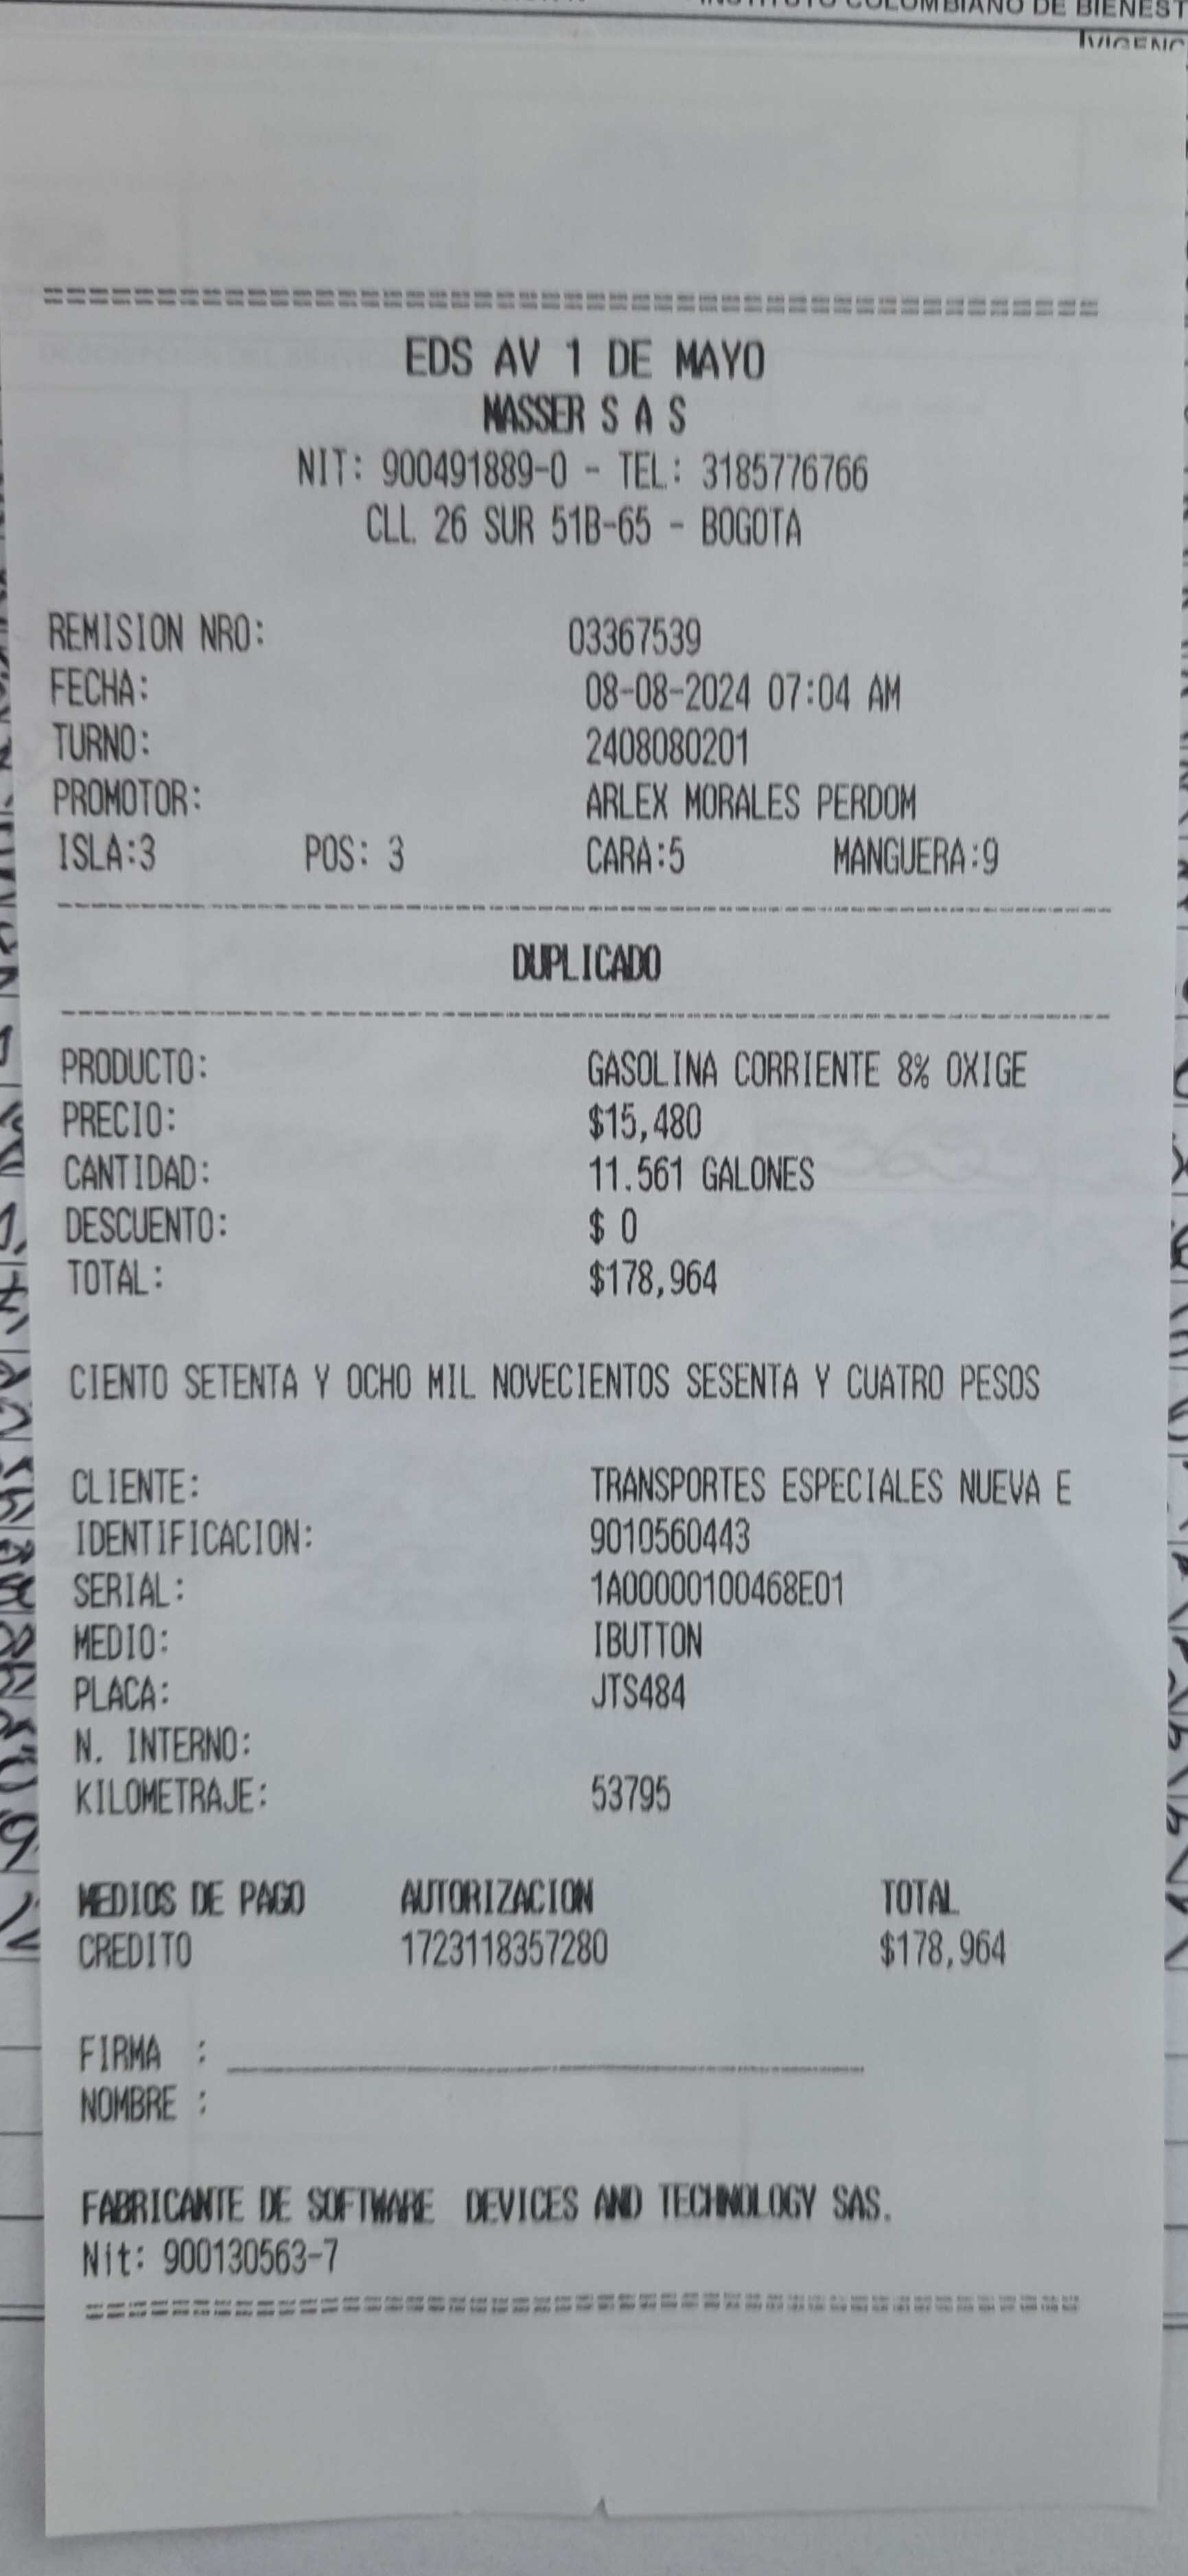 INSTITUTO COLOMBIANO DE BIENEST
VIGENC
EDS AV 1 DE MAYO
MASSER S A S
NIT: 900491889-0 - TEL: 3185776766
CLL 26 SUR 51B-65 - BOGOTA
REMISION NRO: 03367539
FECHA: 08-08-2024 07:04 AM
TURNO: 2408080201
PROMOTOR: ARLEX MORALES PERDOM
ISLA:3 POS: 3 CARA:5 MANGUERA:9
DUPLICADO
PRODUCTO: GASOLINA CORRIENTE 8% OXIGE
PRECIO: $15,480
CANTIDAD: 11.561 GALONES
DESCUENTO: $ 0
TOTAL: $178,964
CIENTO SETENTA Y OCHO MIL NOVECIENTOS SESENTA Y CUATRO PESOS
CLIENTE: TRANSPORTES ESPECIALES NUEVA E
IDENTIFICACION: 9010560443
SERIAL: 1A00000100468E01
MEDIO: IBUTTON
PLACA: JTS484
N. INTERNO:
KILOMETRAJE: 53795
MEDIOS DE PAGO AUTORIZACION TOTAL
CREDITO 1723118357280 $178,964
FIRMA :
NOMBRE :
FABRICANTE DE SOFTWARE DEVICES AND TECHNOLOGY SAS.
Nit: 900130563-7